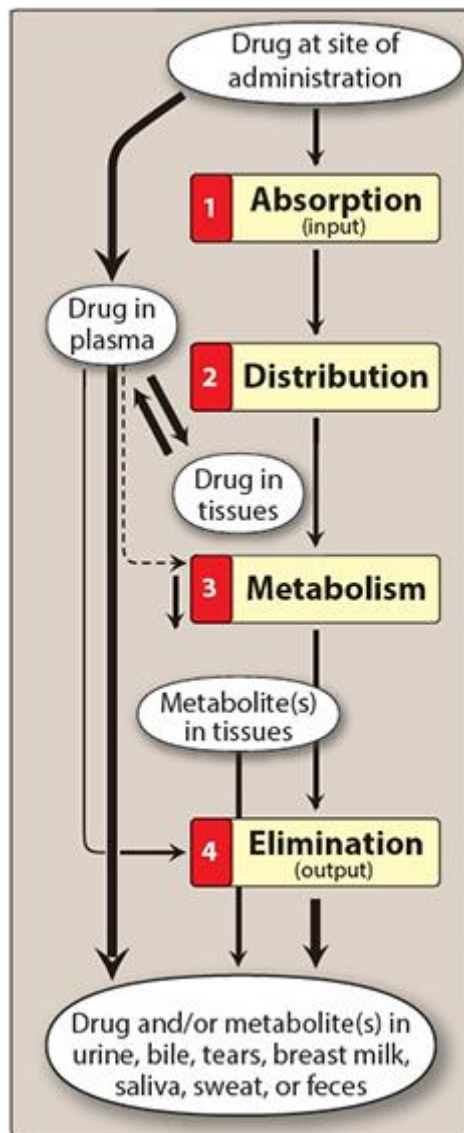 Drug at site of
administration
1 Absorption
(input)
Drug in
plasma
2 Distribution
Drug in
tissues
3 Metabolism
Metabolite(s)
in tissues
4 Elimination
(output)
Drug and/or metabolite(s) in
urine, bile, tears, breast milk,
saliva, sweat, or feces